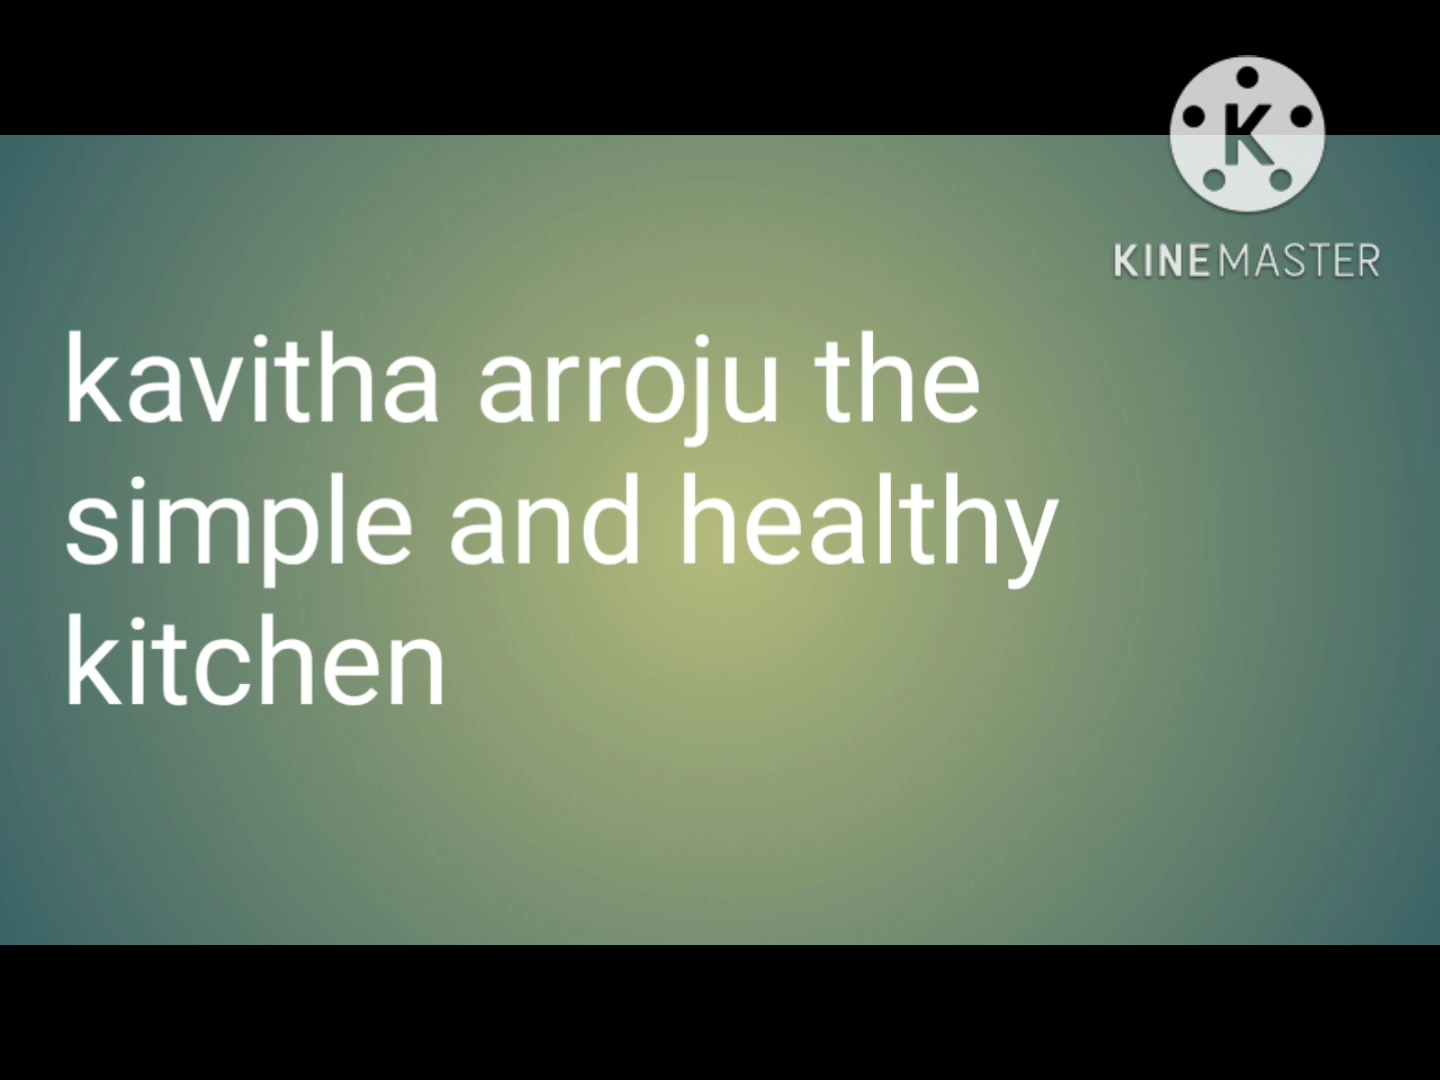 K
KINEMASTER
kavitha arroju the
simple and healthy
kitchen